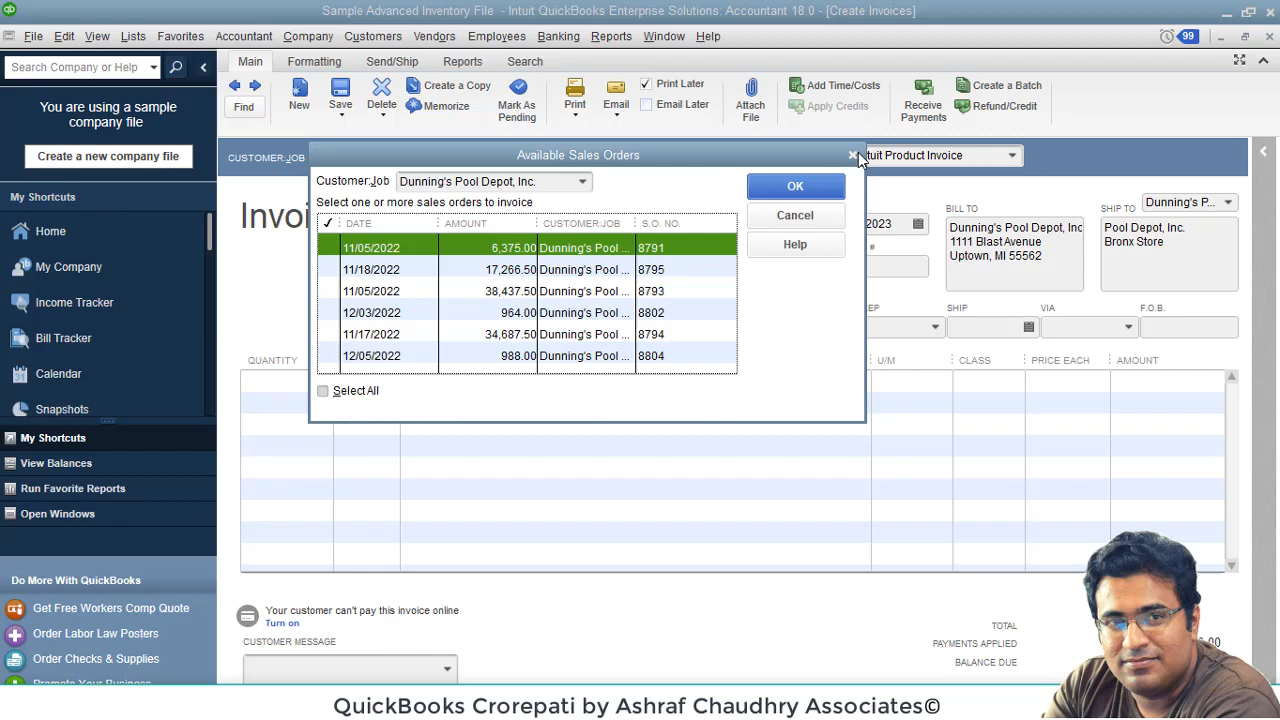 Sample Advanced Inventory File - Intuit QuickBooks Enterprise Solutions: Accountant 18.0 - [Create Invoices]
File Edit View Lists Favorites Accountant Company Customers Vendors Employees Banking Reports Window Help 99
Search Company or Help
Main Formatting Send/Ship Reports Search
Find New Save Delete Create a Copy Memorize Mark As Pending Print Email Print Later Email Later Attach File Add Time/Costs Apply Credits Receive Payments Create a Batch Refund/Credit
You are using a sample
company file
Create a new company file
My Shortcuts
Home
My Company
Income Tracker
Bill Tracker
Calendar
Snapshots
My Shortcuts
View Balances
Run Favorite Reports
Open Windows
Do More With QuickBooks
Get Free Workers Comp Quote
Order Labor Law Posters
Order Checks & Supplies
Promote Your Business
CUSTOMER:JOB
tuit Product Invoice
Invoi
Available Sales Orders
Customer:Job Dunning's Pool Depot, Inc.
Select one or more sales orders to invoice
DATE AMOUNT CUSTOMER:JOB S.O. NO.
11/05/2022 6,375.00 Dunning's Pool ... 8791
11/18/2022 17,266.50 Dunning's Pool ... 8795
11/05/2022 38,437.50 Dunning's Pool ... 8793
12/03/2022 964.00 Dunning's Pool ... 8802
11/17/2022 34,687.50 Dunning's Pool ... 8794
12/05/2022 988.00 Dunning's Pool ... 8804
Select All
OK
Cancel
Help
2023
#
BILL TO
Dunning's Pool Depot, Inc
1111 Blast Avenue
Uptown, MI 55562
SHIP TO Dunning's P...
Pool Depot, Inc.
Bronx Store
EP SHIP VIA F.O.B.
QUANTITY U/M CLASS PRICE EACH AMOUNT
Your customer can't pay this invoice online
Turn on
CUSTOMER MESSAGE
TOTAL
PAYMENTS APPLIED
BALANCE DUE
QuickBooks Crorepati by Ashraf Chaudhry Associates©